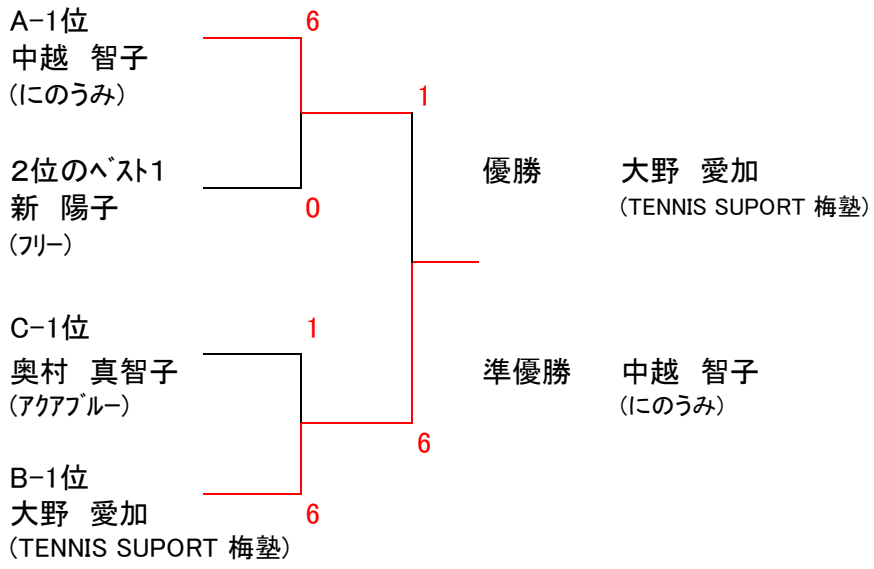 A-1位
6
中越　智子
(にのうみ)
1
2位のベスト1
新　陽子
0
(フリー)
優勝　大野　愛加
(TENNIS SUPORT 梅塾)
C-1位
1
奥村　真智子
(アクアブルー)
準優勝　中越　智子
(にのうみ)
6
B-1位
大野　愛加
6
(TENNIS SUPORT 梅塾)